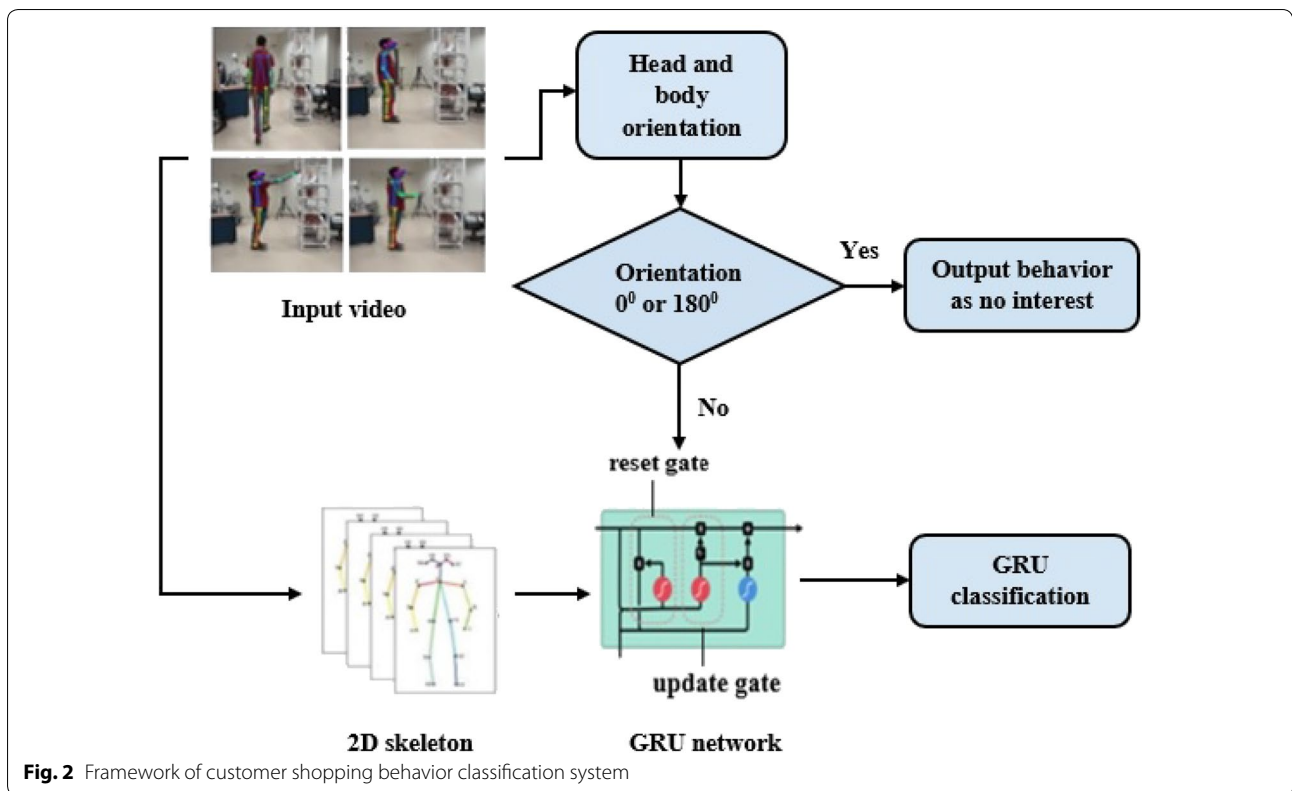 Head and
body
orientation
Input video
Orientation
0⁰ or 180⁰
Yes
Output behavior
as no interest
No
reset gate
GRU
classification
update gate
2D skeleton
GRU network
Fig. 2 Framework of customer shopping behavior classification system